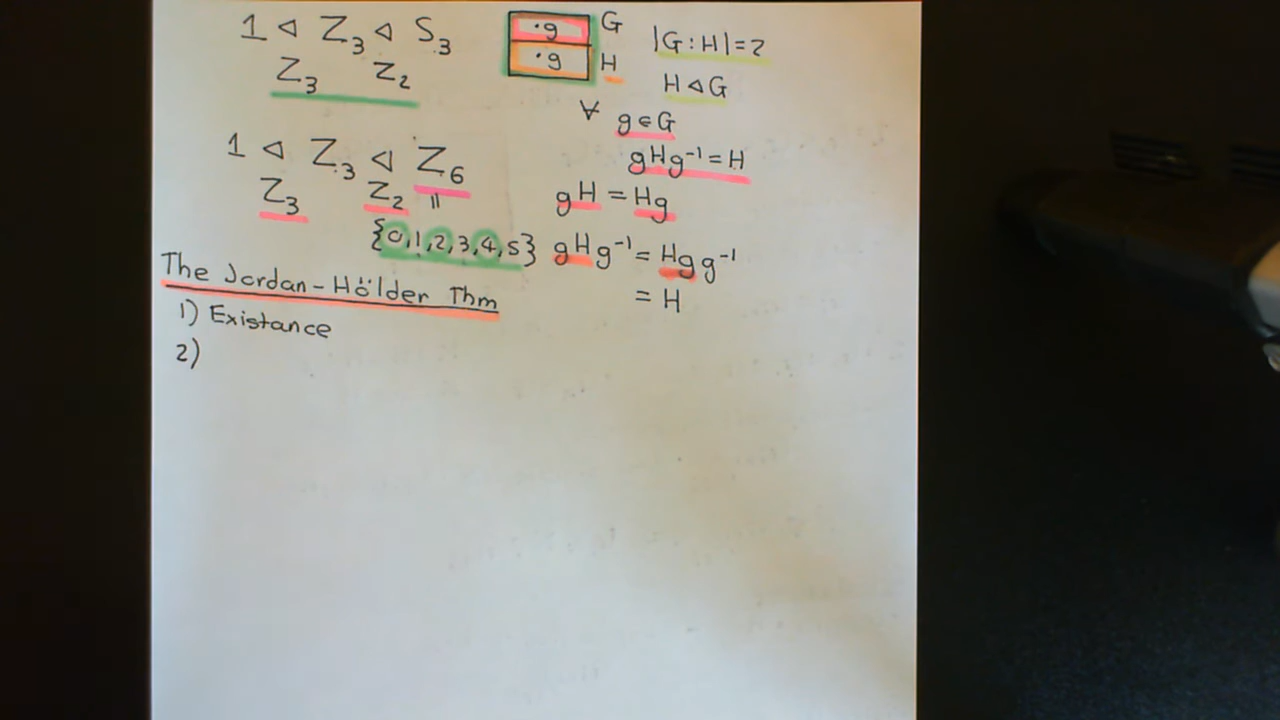 1 ◁ Z₃ ◁ S₃
Z₃ Z₂
·g G
·g H
|G:H|=2
H◁G
∀ g∈G
gHg⁻¹=H
gH = Hg
gHg⁻¹ = Hgg⁻¹
= H
1 ◁ Z₃ ◁ Z₆
Z₃ Z₂ =
{0,1,2,3,4,5}
The Jordan-Hölder Thm
1) Existance
2)